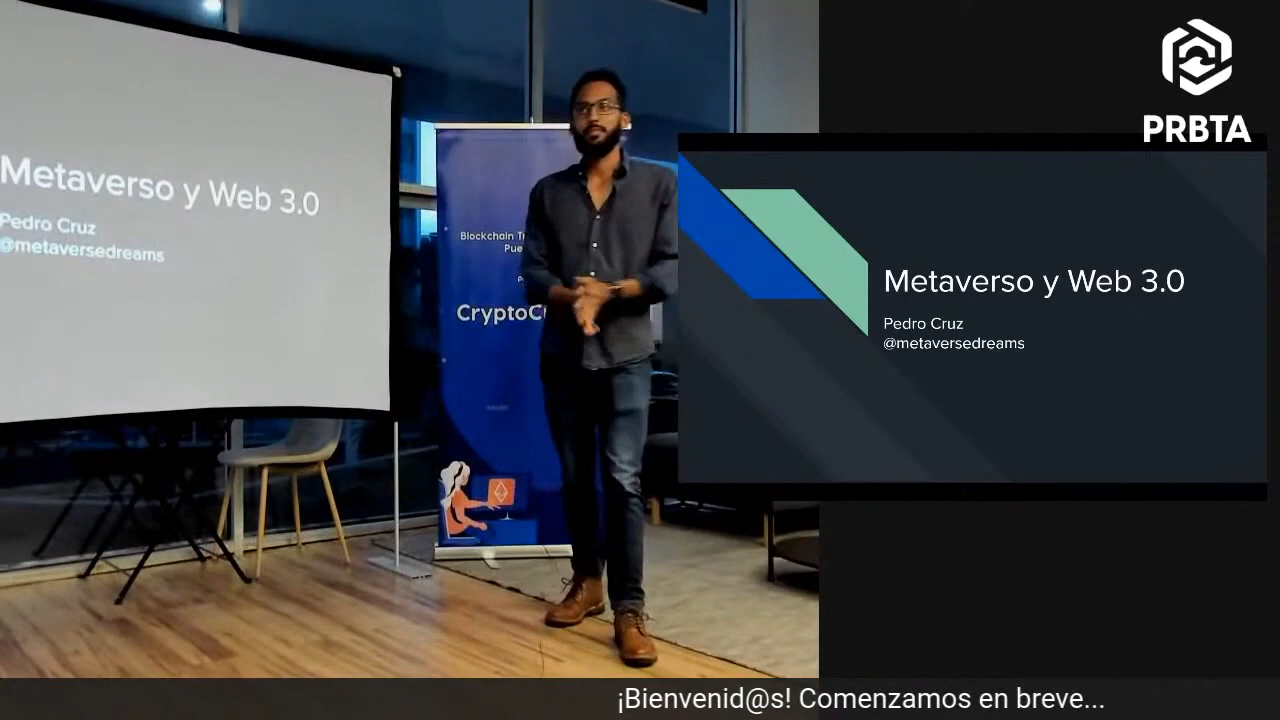 Metaverso y Web 3.0
Pedro Cruz
@metaversedreams
Blockchain
CryptoC
PRBTA
Metaverso y Web 3.0
Pedro Cruz
@metaversedreams
¡Bienvenid@s! Comenzamos en breve...